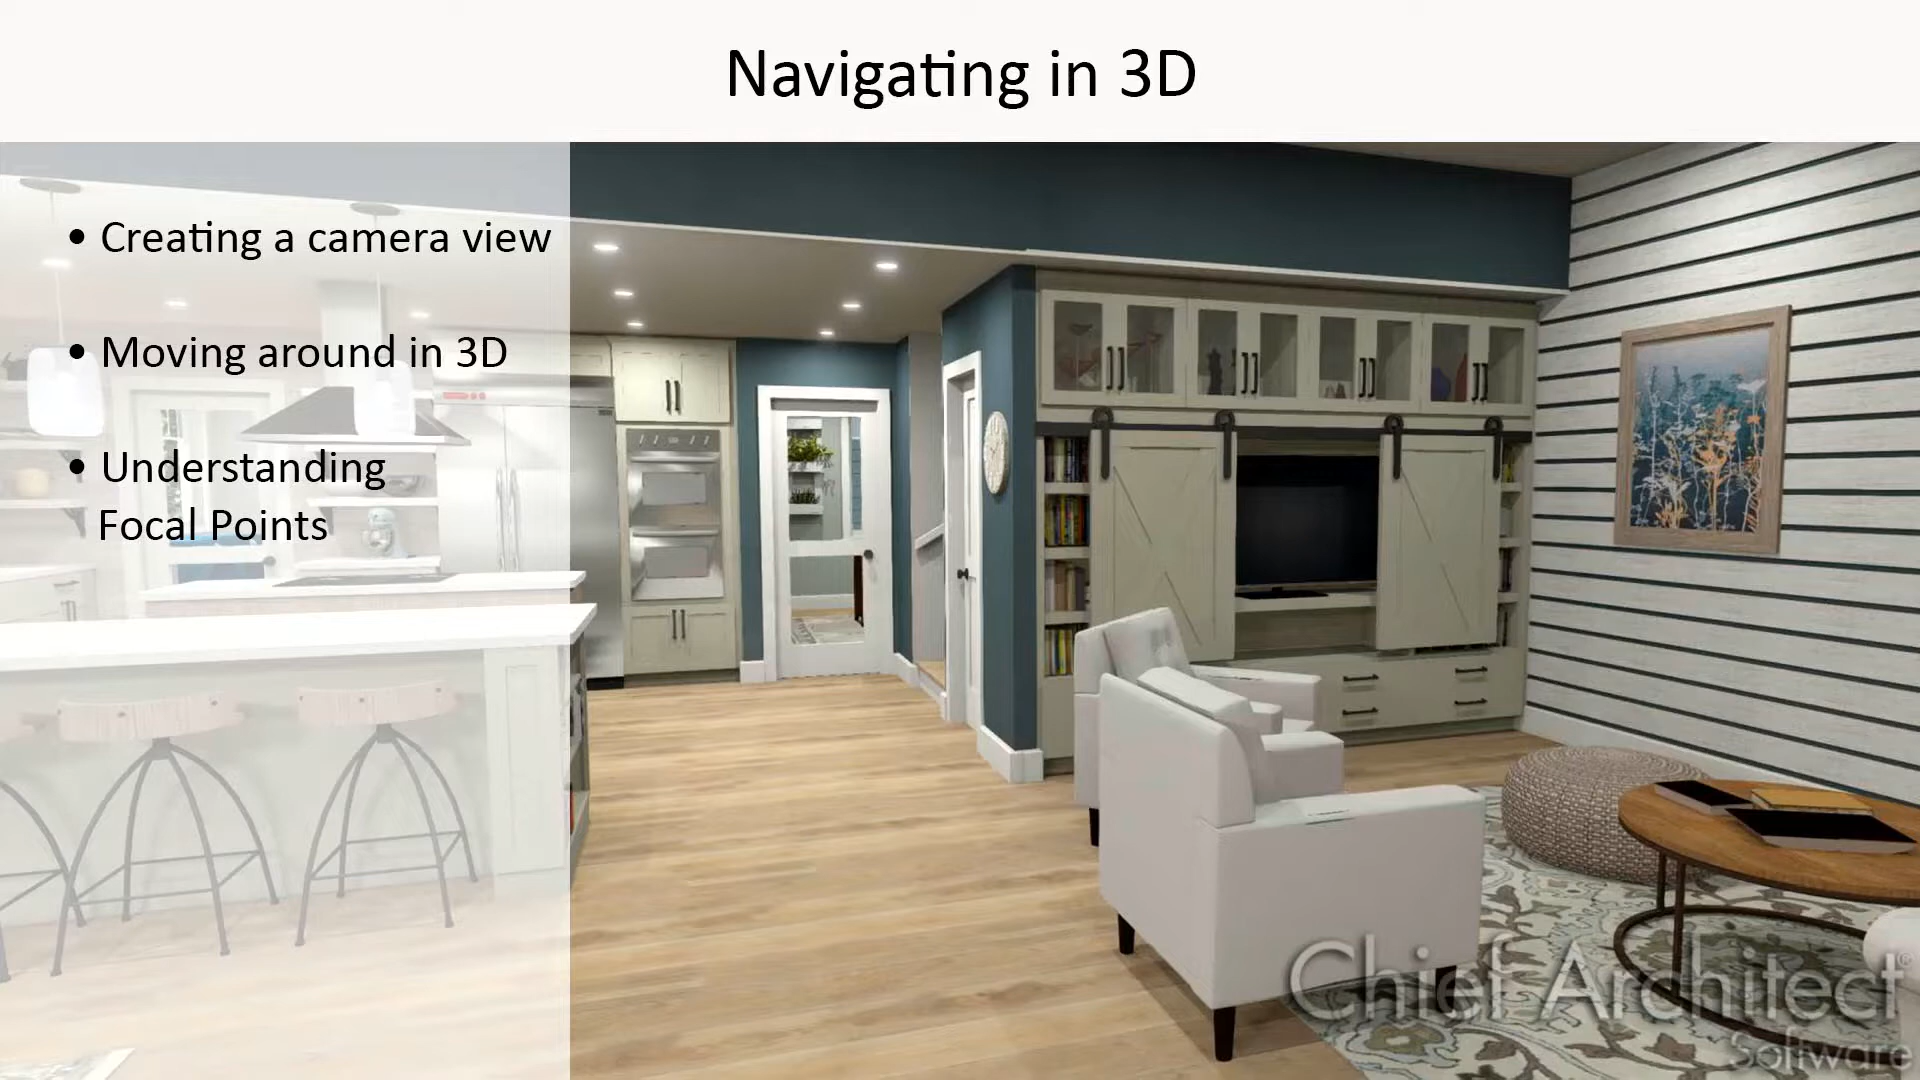 Navigating in 3D
• Creating a camera view
• Moving around in 3D
• Understanding
Focal Points
Chief Architect®
Software